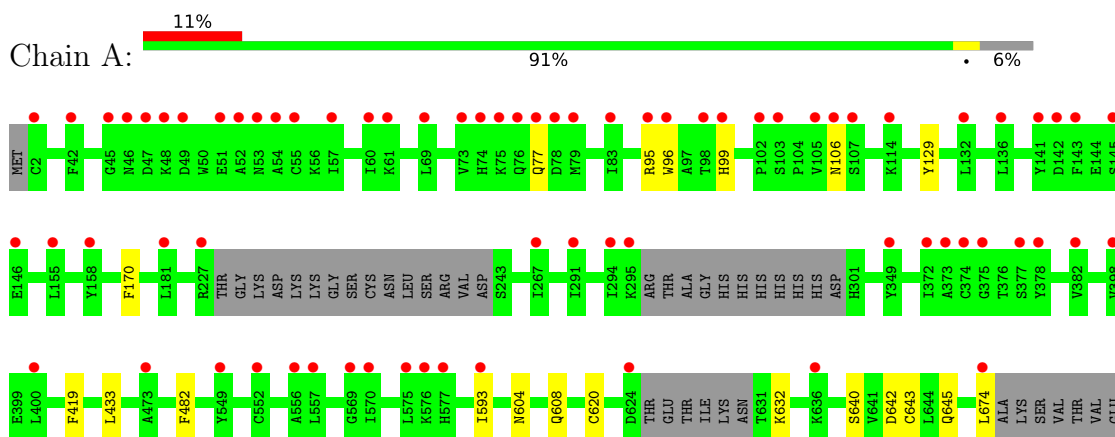 11%
Chain A:
91% • 6%
MET C2 F42 G45 N46 D47 K48 D49 W50 E51 A52 N53 A54 C55 K56 I57 I60 K61 L69 V73 H74 K75 Q76 Q77 D78 M79 I83 R95 W96 A97 T98 H99 P102 S103 P104 V105 N106 S107 K114 Y129 L132 L136 Y141 D142 F143 E144 S145
E146 L155 Y158 F170 L181 R227 THR GLY LYS ASP LYS LYS GLY SER CYS ASN LEU SER ARG VAL ASP S243 I267 I291 I294 K295 ARG THR ALA GLY HIS HIS HIS HIS HIS HIS ASP H301 Y349 I372 A373 C374 G375 T376 S377 Y378 V382 V398
E399 L400 F419 L433 A473 F482 Y549 C552 A556 L557 G569 I570 L575 K576 H577 I593 N604 Q608 C620 D624 THR GLU THR ILE LYS ASN T631 K632 K636 S640 V641 D642 C643 L644 Q645 L674 ALA LYS SER VAL THR VAL